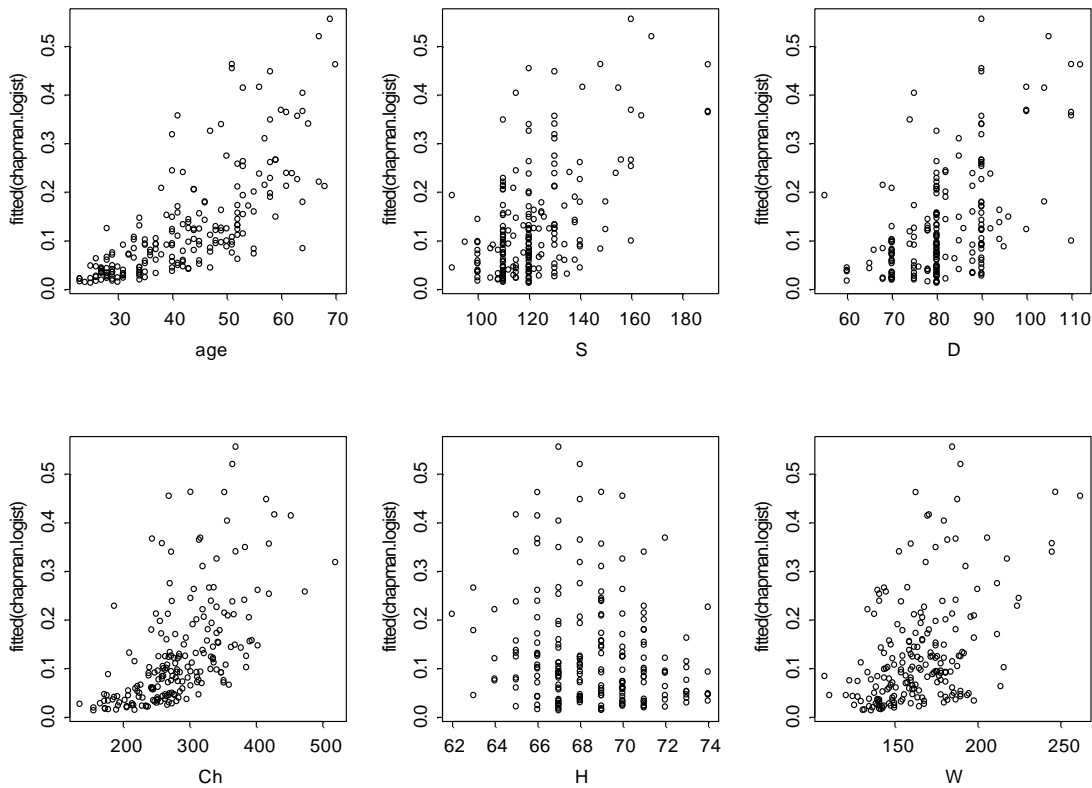 fitted(chapman.logist)
0.0 0.1 0.2 0.3 0.4 0.5
30 40 50 60 70
age
fitted(chapman.logist)
0.0 0.1 0.2 0.3 0.4 0.5
100 120 140 160 180
S
fitted(chapman.logist)
0.0 0.1 0.2 0.3 0.4 0.5
60 70 80 90 100 110
D
fitted(chapman.logist)
0.0 0.1 0.2 0.3 0.4 0.5
200 300 400 500
Ch
fitted(chapman.logist)
0.0 0.1 0.2 0.3 0.4 0.5
62 64 66 68 70 72 74
H
fitted(chapman.logist)
0.0 0.1 0.2 0.3 0.4 0.5
150 200 250
W